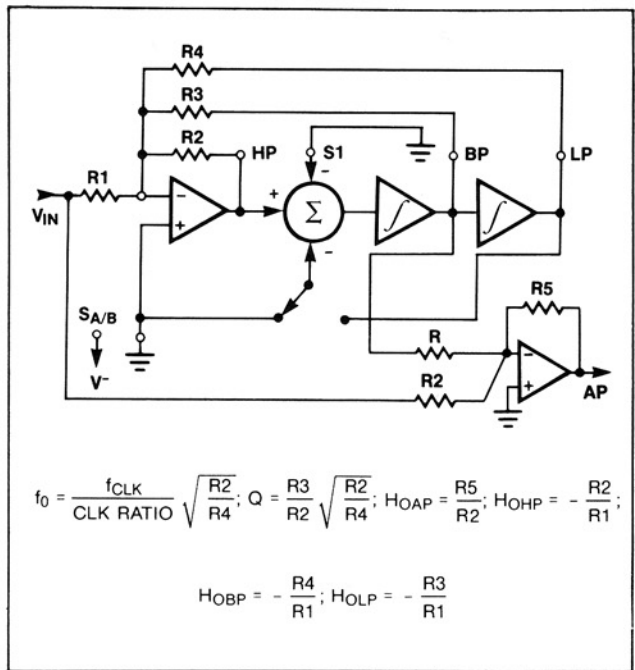 R4
R3
R2
HP
S1
BP
LP
R1
VIN
−
+
+
Σ
−
−
∫
∫
SA/B
V−
R
R2
R5
−
+
AP
f0 = fCLK / CLK RATIO √(R2/R4); Q = R3/R2 √(R2/R4); HOAP = R5/R2; HOHP = − R2/R1;
HOBP = − R4/R1; HOLP = − R3/R1